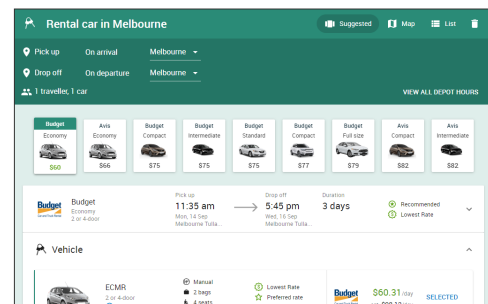 Rental car in Melbourne
Suggested Map List
Pick up On arrival Melbourne
Drop off On departure Melbourne
1 traveller, 1 car
VIEW ALL DEPOT HOURS
Budget Economy $60
Avis Economy $66
Budget Compact $75
Budget Intermediate $75
Budget Standard $75
Budget Compact $77
Budget Full size $79
Avis Compact $82
Avis Intermediate $82
Budget
Budget
Economy
2 or 4-door
Pick up
11:35 am
Mon, 14 Sep
Melbourne Tulla...
Drop off
5:45 pm
Wed, 16 Sep
Melbourne Tulla...
Duration
3 days
Recommended
Lowest Rate
Vehicle
ECMR
2 or 4-door
Manual
2 bags
4 seats
Lowest Rate
Preferred rate
Budget
$60.31 /day
SELECTED